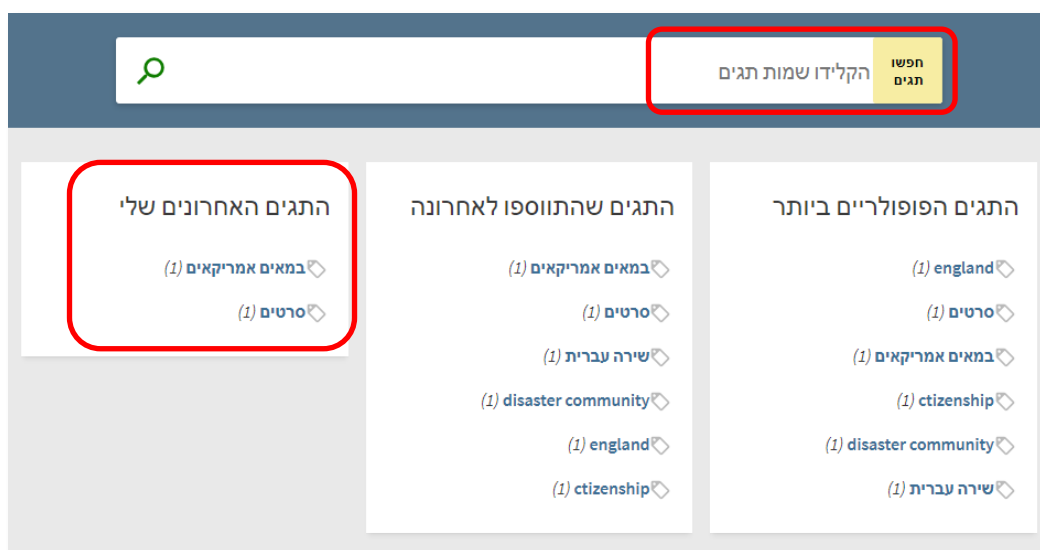 חפשו
תגים
הקלידו שמות תגים
התגים הפופולריים ביותר
england (1)
סרטים (1)
במאים אמריקאים (1)
ctizenship (1)
disaster community (1)
שירה עברית (1)
התגים שהתווספו לאחרונה
במאים אמריקאים (1)
סרטים (1)
שירה עברית (1)
disaster community (1)
england (1)
ctizenship (1)
התגים האחרונים שלי
במאים אמריקאים (1)
סרטים (1)